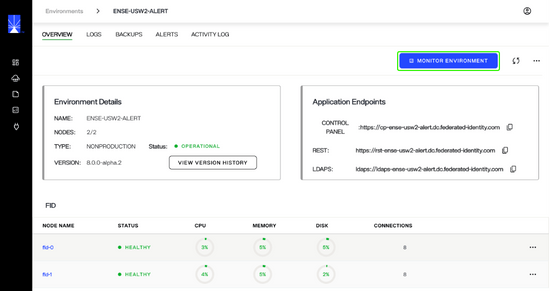 Environments > ENSE-USW2-ALERT
OVERVIEW LOGS BACKUPS ALERTS ACTIVITY LOG
MONITOR ENVIRONMENT
Environment Details
NAME: ENSE-USW2-ALERT
NODES: 2/2
TYPE: NONPRODUCTION Status: OPERATIONAL
VERSION: 8.0.0-alpha.2 VIEW VERSION HISTORY
Application Endpoints
CONTROL PANEL :https://cp-ense-usw2-alert.dc.federated-identity.com
REST: https://rst-ense-usw2-alert.dc.federated-identity.com
LDAPS: ldaps://ldaps-ense-usw2-alert.dc.federated-identity.com
FID
NODE NAME STATUS CPU MEMORY DISK CONNECTIONS
fid-0 HEALTHY 3% 5% 5% 8
fid-1 HEALTHY 4% 5% 2% 8